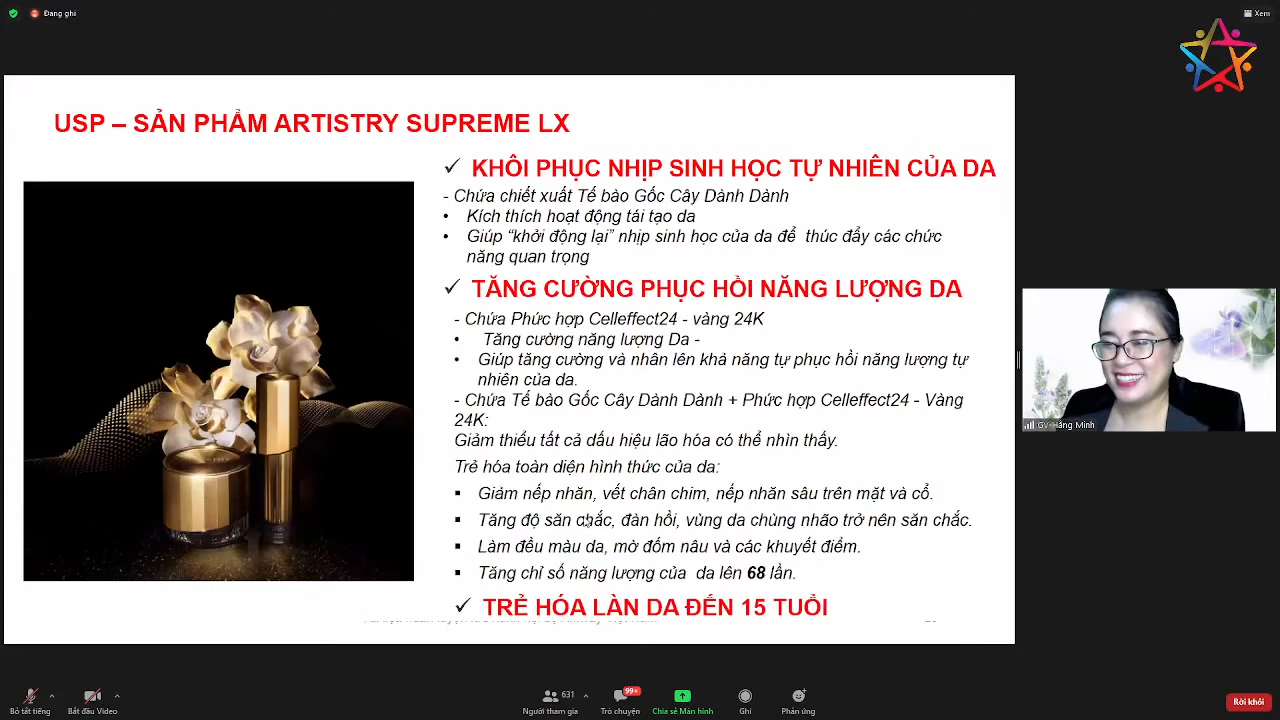 Đang ghi
Xem
USP – SẢN PHẨM ARTISTRY SUPREME LX
✓ KHÔI PHỤC NHỊP SINH HỌC TỰ NHIÊN CỦA DA
- Chứa chiết xuất Tế bào Gốc Cây Dành Dành
• Kích thích hoạt động tái tạo da
• Giúp “khởi động lại” nhịp sinh học của da để thúc đẩy các chức
năng quan trọng
✓ TĂNG CƯỜNG PHỤC HỒI NĂNG LƯỢNG DA
- Chứa Phức hợp Celleffect24 - vàng 24K
• Tăng cường năng lượng Da -
• Giúp tăng cường và nhân lên khả năng tự phục hồi năng lượng tự
nhiên của da.
- Chứa Tế bào Gốc Cây Dành Dành + Phức hợp Celleffect24 - Vàng
24K:
Giảm thiểu tất cả dấu hiệu lão hóa có thể nhìn thấy.
Trẻ hóa toàn diện hình thức của da:
▪ Giảm nếp nhăn, vết chân chim, nếp nhăn sâu trên mặt và cổ.
▪ Tăng độ săn chắc, đàn hồi, vùng da chùng nhão trở nên săn chắc.
▪ Làm đều màu da, mờ đốm nâu và các khuyết điểm.
▪ Tăng chỉ số năng lượng của da lên 68 lần.
✓ TRẺ HÓA LÀN DA ĐẾN 15 TUỔI
GV-Hằng Minh
Bỏ tắt tiếng
Bắt đầu Video
631
Người tham gia
99+
Trò chuyện
Chia sẻ Màn hình
Ghi
Phản ứng
Rời khỏi